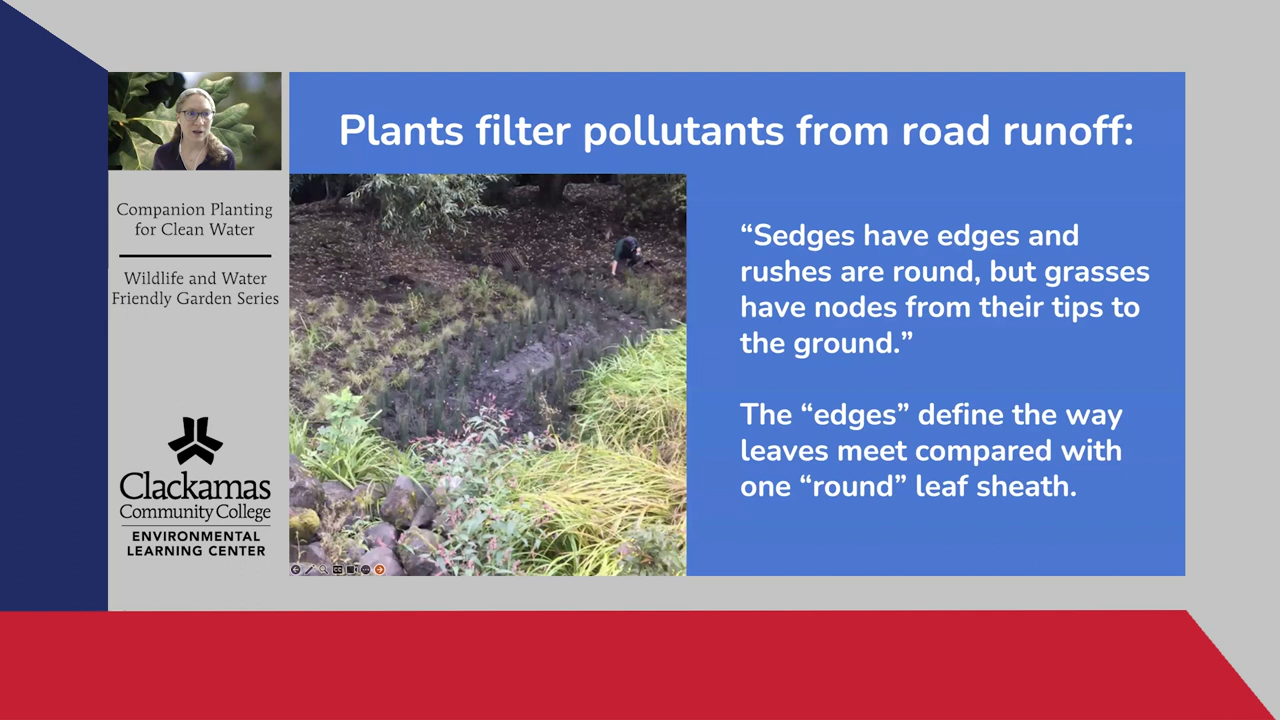 Plants filter pollutants from road runoff:
Companion Planting
for Clean Water
Wildlife and Water
Friendly Garden Series
Clackamas
Community College
ENVIRONMENTAL
LEARNING CENTER
“Sedges have edges and
rushes are round, but grasses
have nodes from their tips to
the ground.”
The “edges” define the way
leaves meet compared with
one “round” leaf sheath.